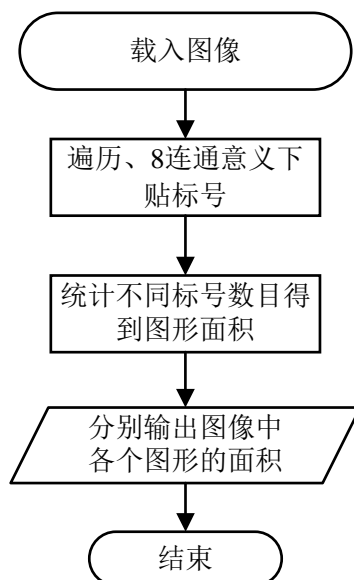 载入图像
遍历、8连通意义下
贴标号
统计不同标号数目得
到图形面积
分别输出图像中
各个图形的面积
结束